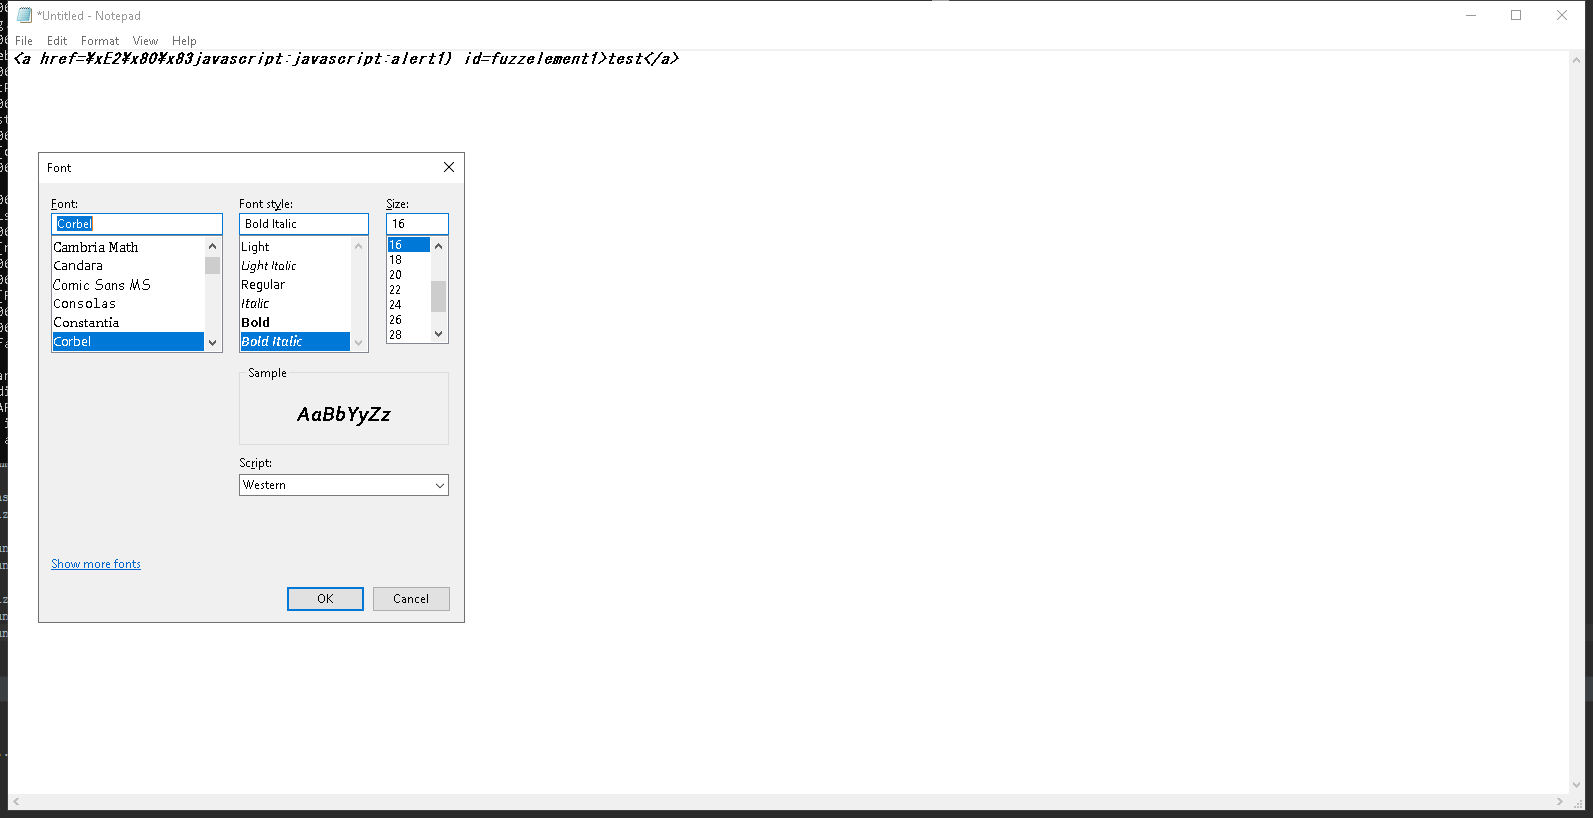 *Untitled - Notepad
File Edit Format View Help
<a href=¥xE2¥x80¥x83javascript:javascript:alert1) id=fuzzelement1>test</a>
Font
Font: Font style: Size:
Corbel Bold Italic 16
Cambria Math Light 16
Candara Light Italic 18
Comic Sans MS Regular 20
Consolas Italic 22
Constantia Bold 24
Corbel Bold Italic 26
28
Sample
AaBbYyZz
Script:
Western
Show more fonts
OK Cancel